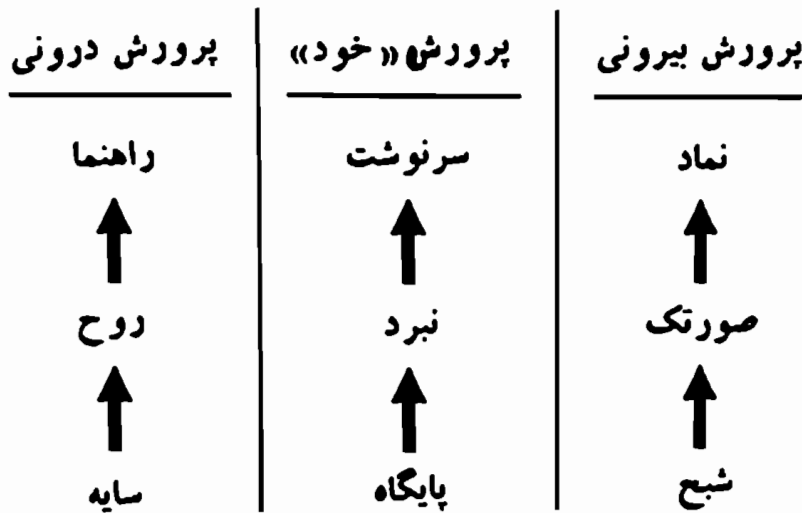 پرورش بیرونی	پرورش «خود»	پرورش درونی
نماد	سرنوشت	راهنما
صورتک	نبرد	روح
شبح	پایگاه	سایه